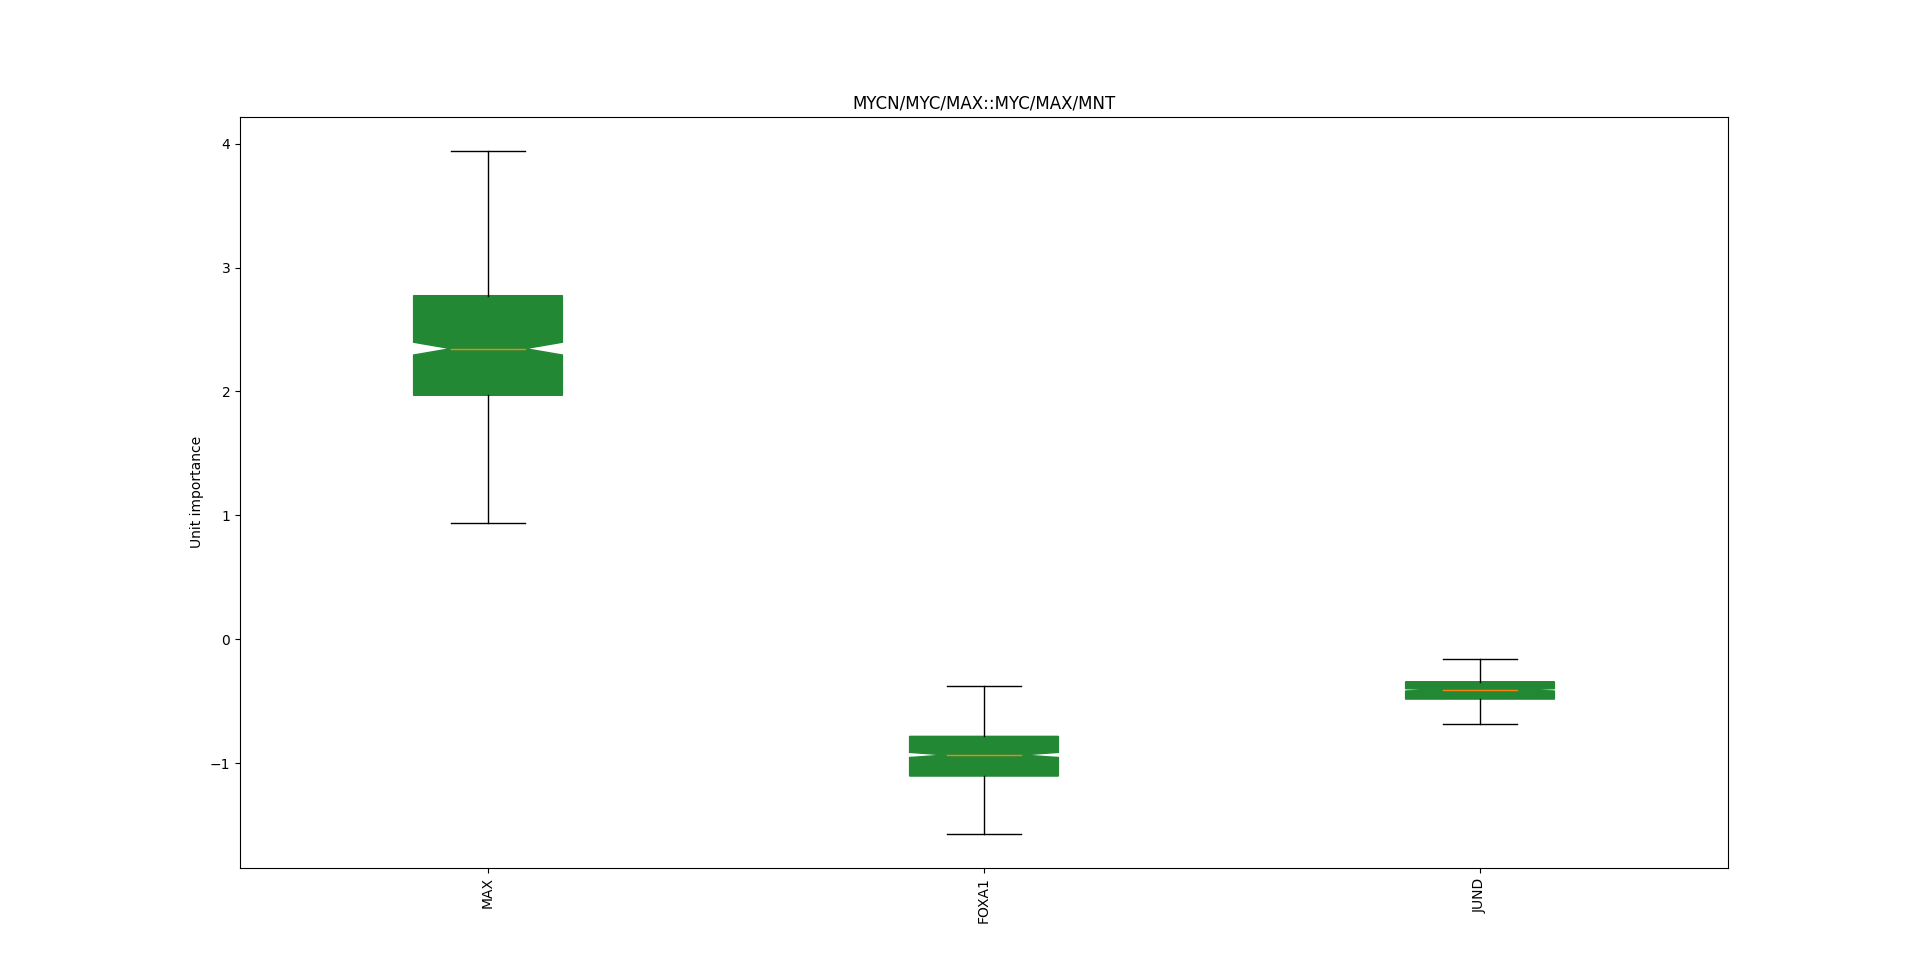 MYCN/MYC/MAX::MYC/MAX/MNT
Unit importance
4
3
2
1
0
−1
MAX
FOXA1
JUND